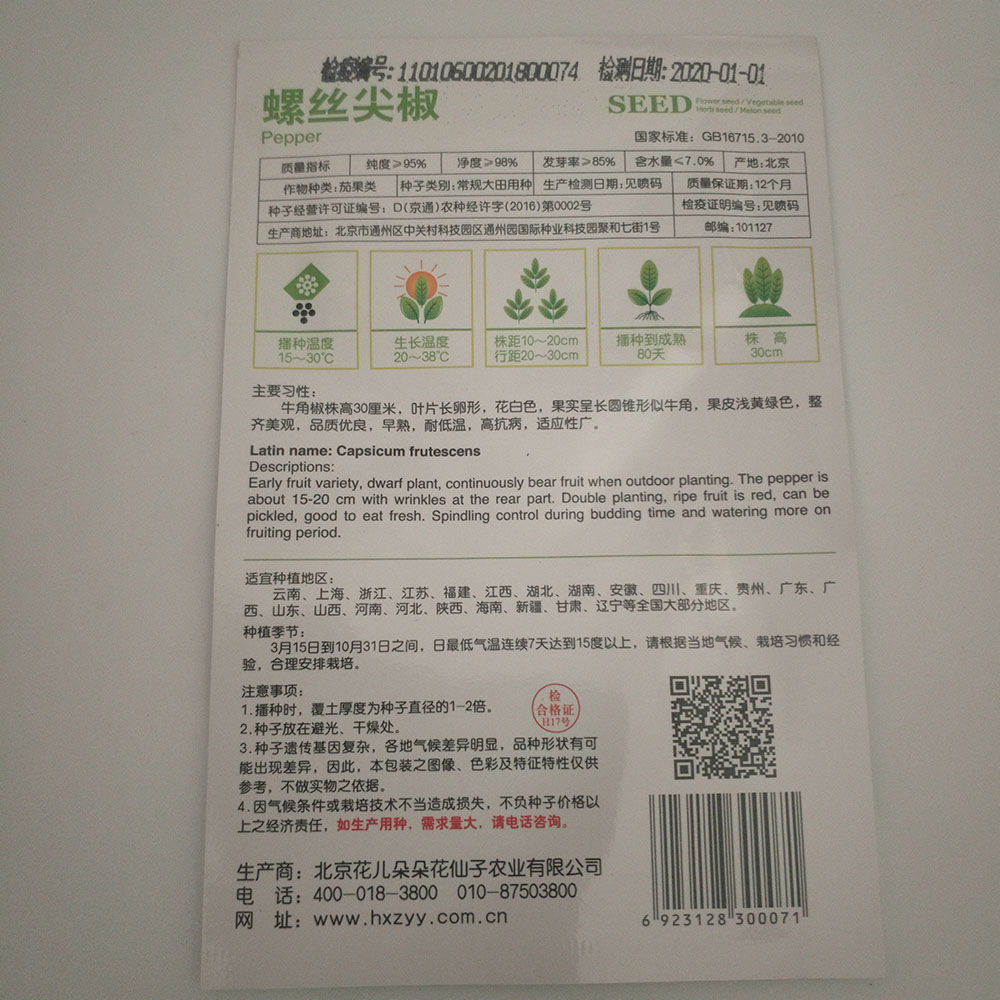 检疫编号:11010600201800074 检测日期:2020-01-01
螺丝尖椒
Pepper
SEED Flower seed / Vegetable seed
Herb seed / Melon seed
国家标准：GB16715.3-2010
质量指标 纯度≥95% 净度≥98% 发芽率≥85% 含水量≤7.0% 产地:北京
作物种类:茄果类 种子类别:常规大田用种 生产检测日期:见喷码 质量保证期:12个月
种子经营许可证编号：D(京通)农种经许字(2016)第0002号 检疫证明编号:见喷码
生产商地址：北京市通州区中关村科技园区通州园国际种业科技园区聚和七街1号 邮编:101127
播种温度
15～30℃
生长温度
20～38℃
株距10～20cm
行距20～30cm
播种到成熟
80天
株 高
30cm
主要习性：
牛角椒株高30厘米，叶片长卵形，花白色，果实呈长圆锥形似牛角，果皮浅黄绿色，整
齐美观，品质优良，早熟，耐低温，高抗病，适应性广。
Latin name: Capsicum frutescens
Descriptions:
Early fruit variety, dwarf plant, continuously bear fruit when outdoor planting. The pepper is
about 15-20 cm with wrinkles at the rear part. Double planting, ripe fruit is red, can be
pickled, good to eat fresh. Spindling control during budding time and watering more on
fruiting period.
适宜种植地区：
云南、上海、浙江、江苏、福建、江西、湖北、湖南、安徽、四川、重庆、贵州、广东、广
西、山东、山西、河南、河北、陕西、海南、新疆、甘肃、辽宁等全国大部分地区。
种植季节：
3月15日到10月31日之间，日最低气温连续7天达到15度以上，请根据当地气候、栽培习惯和经
验，合理安排栽培。
注意事项：
1.播种时，覆土厚度为种子直径的1-2倍。
2.种子放在避光、干燥处。
3.种子遗传基因复杂，各地气候差异明显，品种形状有可
能出现差异，因此，本包装之图像、色彩及特征特性仅供
参考，不做实物之依据。
4.因气候条件或栽培技术不当造成损失，不负种子价格以
上之经济责任，如生产用种，需求量大，请电话咨询。
检
合格证
H17号
生产商：北京花儿朵朵花仙子农业有限公司
电 话：400-018-3800 010-87503800
网 址：www.hxzyy.com.cn
6 923128 300071